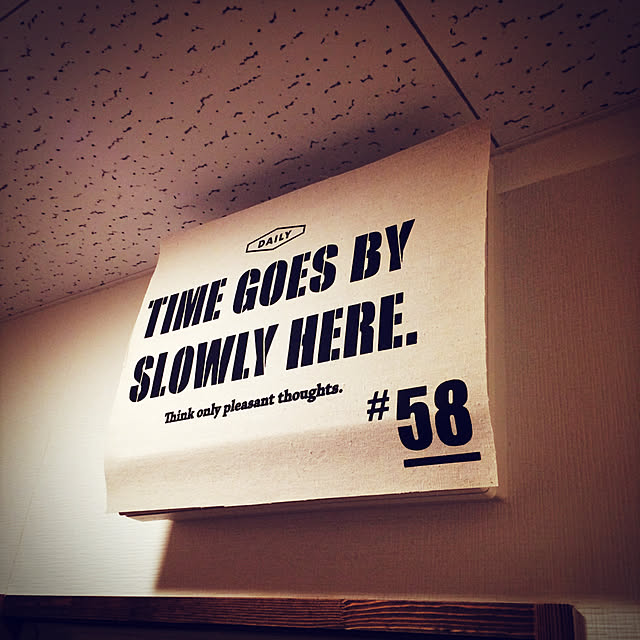 DAILY
TIME GOES BY
SLOWLY HERE.
Think only pleasant thoughts.
#58